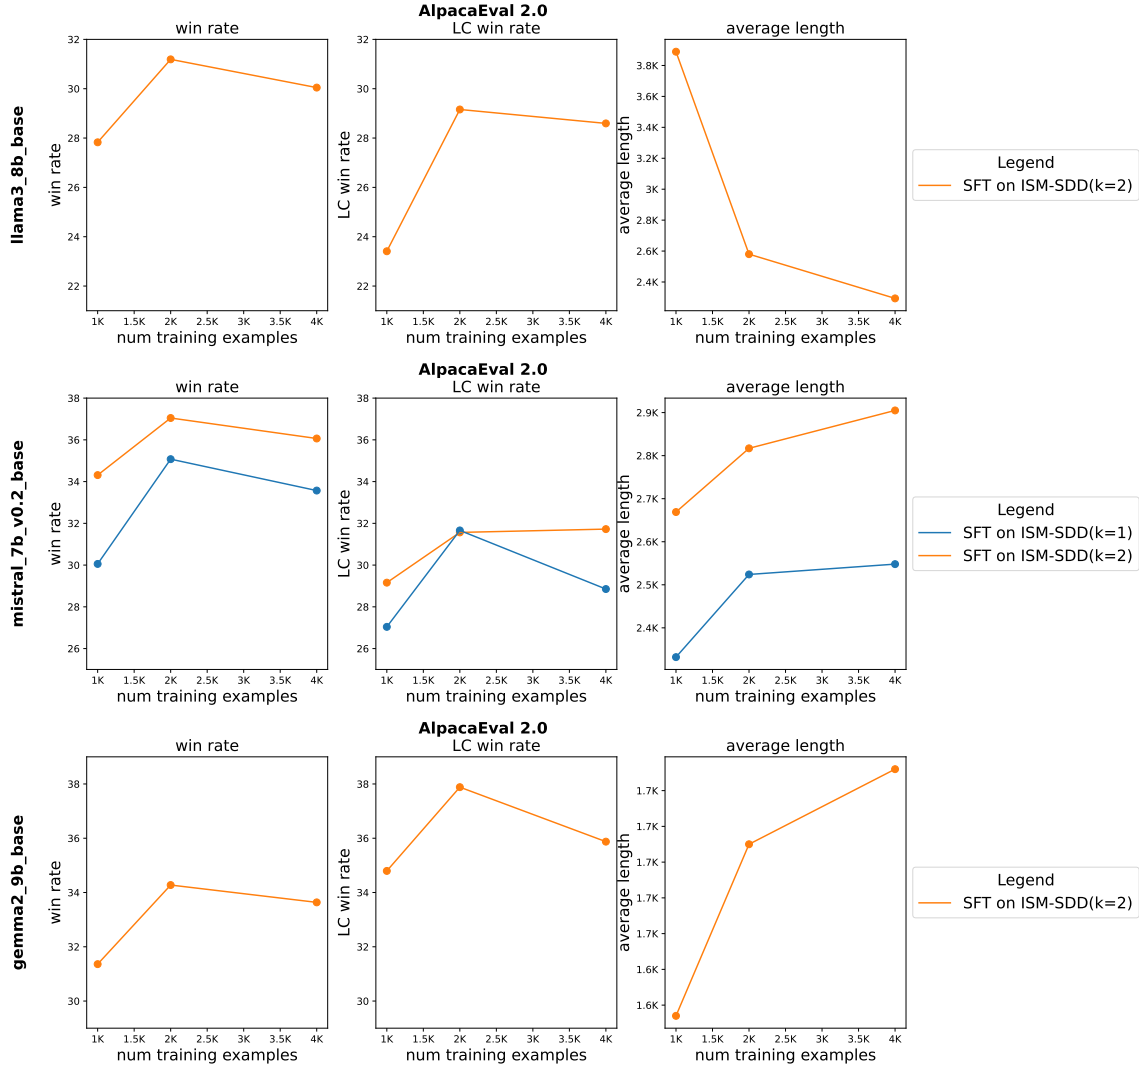 AlpacaEval 2.0
win rate
LC win rate
average length
llama3_8b_base
win rate
32
30
28
26
24
22
1K 1.5K 2K 2.5K 3K 3.5K 4K
num training examples
LC win rate
32
30
28
26
24
22
1K 1.5K 2K 2.5K 3K 3.5K 4K
num training examples
average length
3.8K
3.6K
3.4K
3.2K
3K
2.8K
2.6K
2.4K
1K 1.5K 2K 2.5K 3K 3.5K 4K
num training examples
Legend
SFT on ISM-SDD(k=2)
AlpacaEval 2.0
win rate
LC win rate
average length
mistral_7b_v0.2_base
win rate
38
36
34
32
30
28
26
1K 1.5K 2K 2.5K 3K 3.5K 4K
num training examples
LC win rate
38
36
34
32
30
28
26
1K 1.5K 2K 2.5K 3K 3.5K 4K
num training examples
average length
2.9K
2.8K
2.7K
2.6K
2.5K
2.4K
1K 1.5K 2K 2.5K 3K 3.5K 4K
num training examples
Legend
SFT on ISM-SDD(k=1)
SFT on ISM-SDD(k=2)
AlpacaEval 2.0
win rate
LC win rate
average length
gemma2_9b_base
win rate
38
36
34
32
30
1K 1.5K 2K 2.5K 3K 3.5K 4K
num training examples
LC win rate
38
36
34
32
30
1K 1.5K 2K 2.5K 3K 3.5K 4K
num training examples
average length
1.7K
1.7K
1.7K
1.7K
1.7K
1.6K
1.6K
1K 1.5K 2K 2.5K 3K 3.5K 4K
num training examples
Legend
SFT on ISM-SDD(k=2)